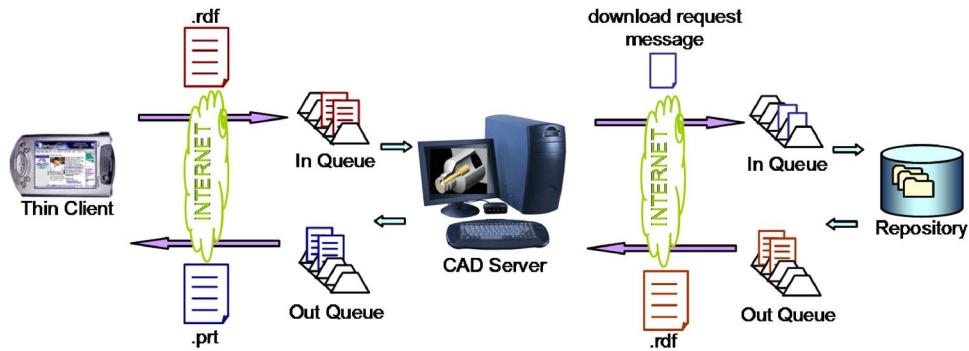 .rdf
download request
message
INTERNET
INTERNET
In Queue
In Queue
Thin Client
CAD Server
Repository
Out Queue
Out Queue
.prt
.rdf